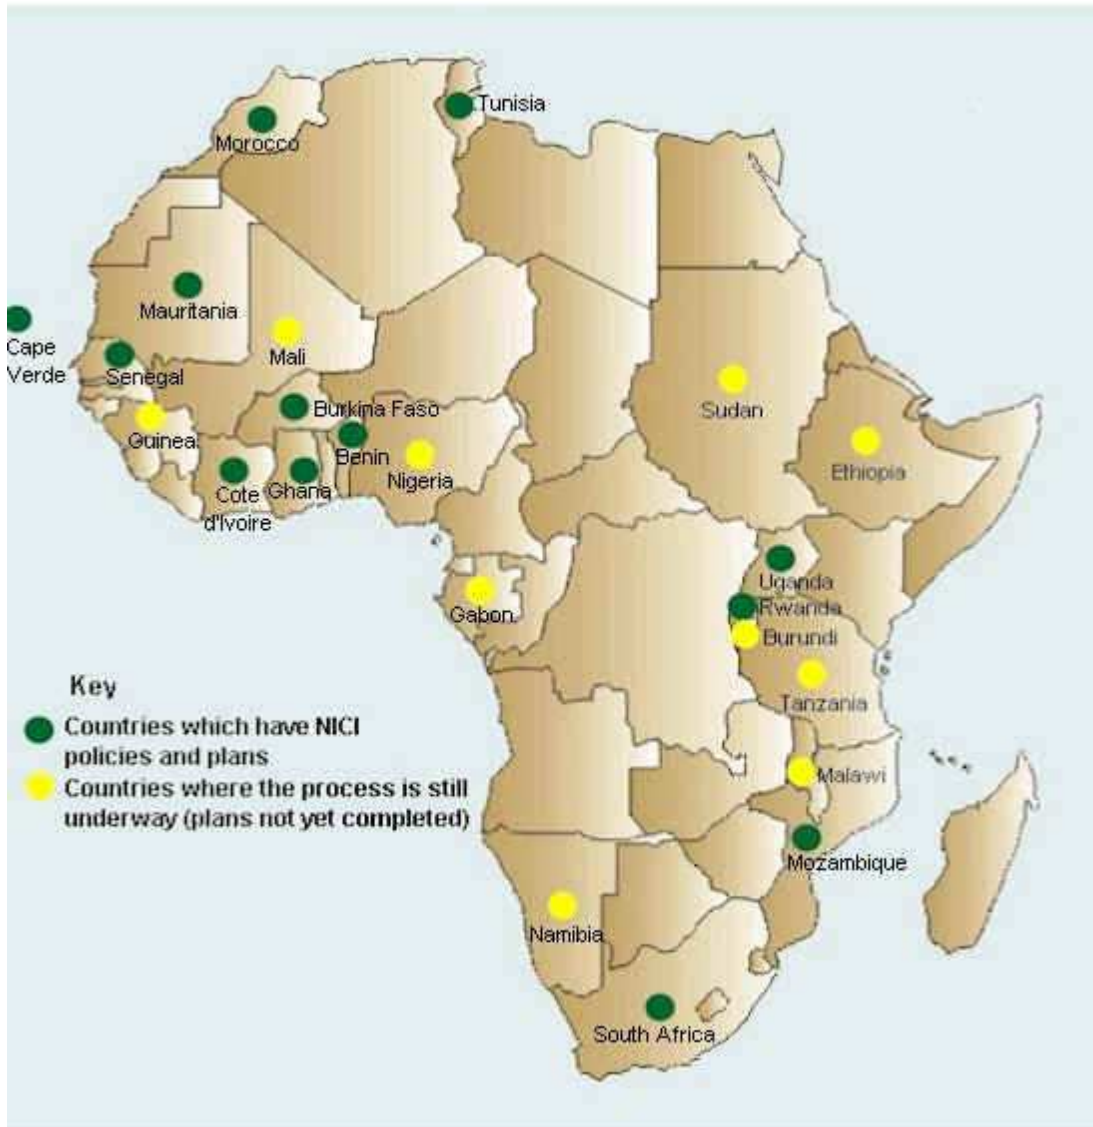 Tunisia
Morocco
Mauritania
Cape
Verde
Mali
Senegal
Sudan
Burkina Faso
Guinea
Benin
Ethiopia
Nigeria
Cote
d'Ivoire
Ghana
Uganda
Rwanda
Gabon
Burundi
Tanzania
Key
Countries which have NICI
policies and plans
Countries where the process is still
underway (plans not yet completed)
Malawi
Mozambique
Namibia
South Africa